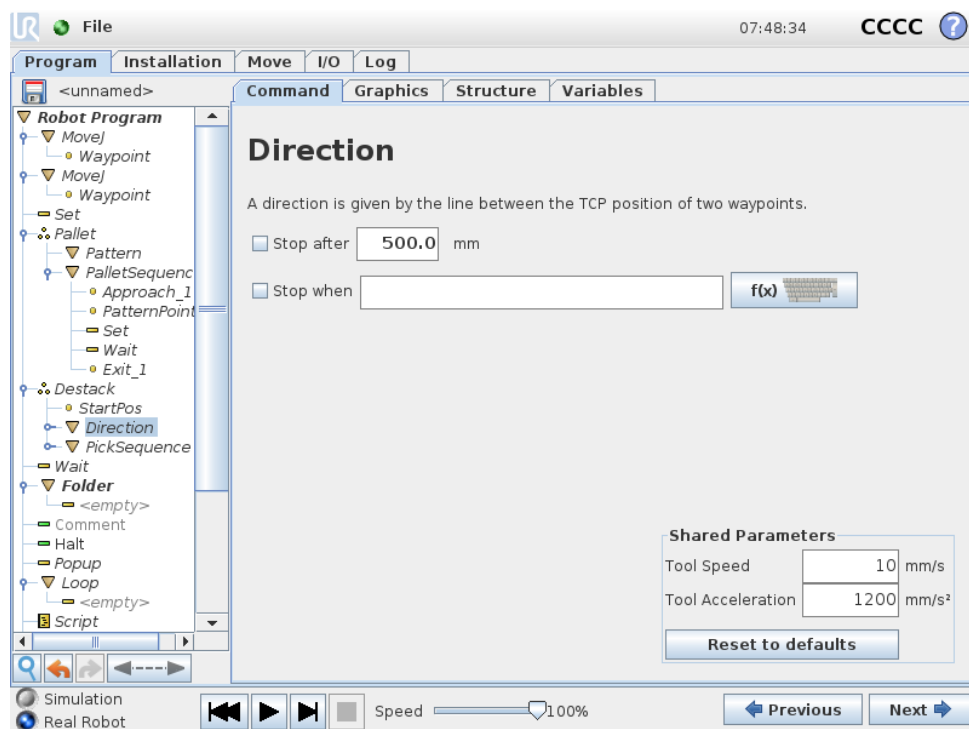 UR File 07:48:34 CCCC ?
Program Installation Move I/O Log
<unnamed> Command Graphics Structure Variables
Robot Program
MoveJ
Waypoint
MoveJ
Waypoint
Set
Pallet
Pattern
PalletSequenc
Approach_1
PatternPoint
Set
Wait
Exit_1
Destack
StartPos
Direction
PickSequence
Wait
Folder
<empty>
Comment
Halt
Popup
Loop
<empty>
Script
Direction
A direction is given by the line between the TCP position of two waypoints.
Stop after 500.0 mm
Stop when f(x)
Shared Parameters
Tool Speed 10 mm/s
Tool Acceleration 1200 mm/s²
Reset to defaults
Simulation
Real Robot
Speed 100%
Previous Next